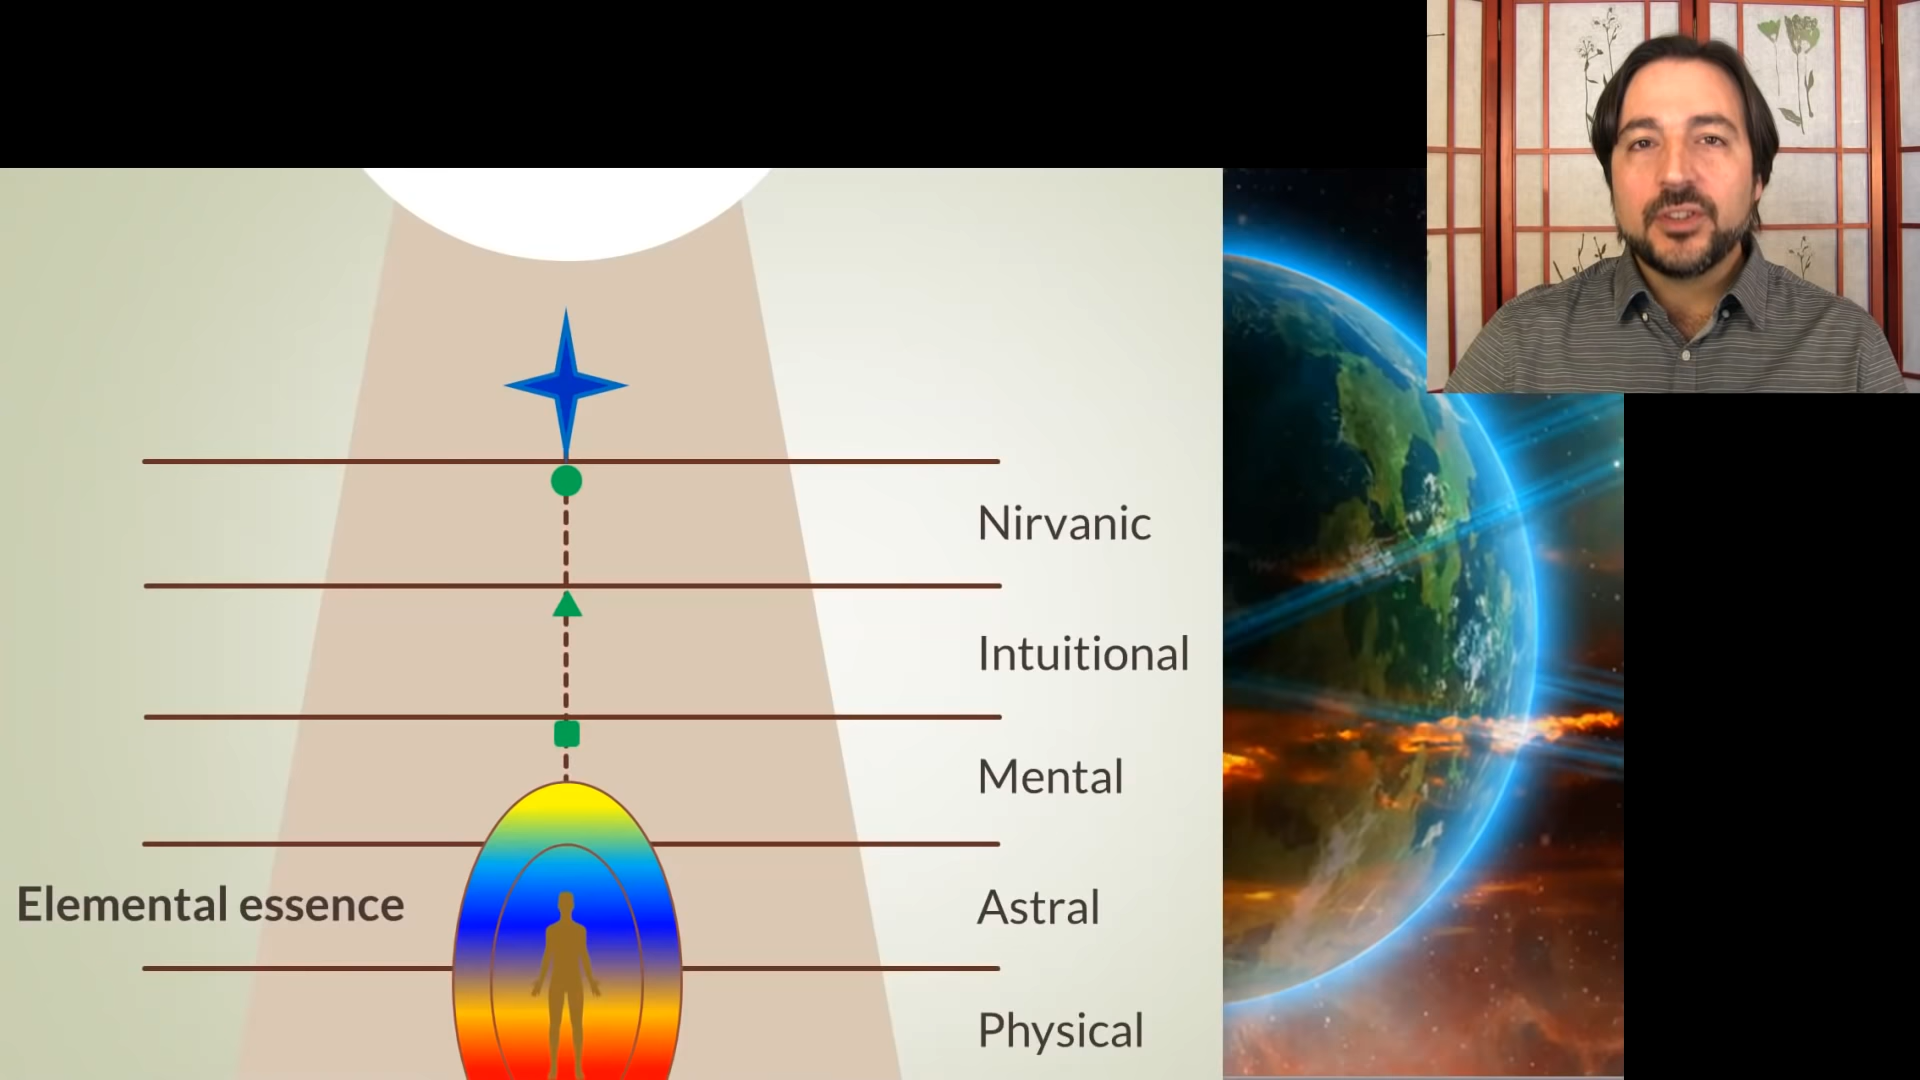 Nirvanic
Intuitional
Mental
Elemental essence
Astral
Physical